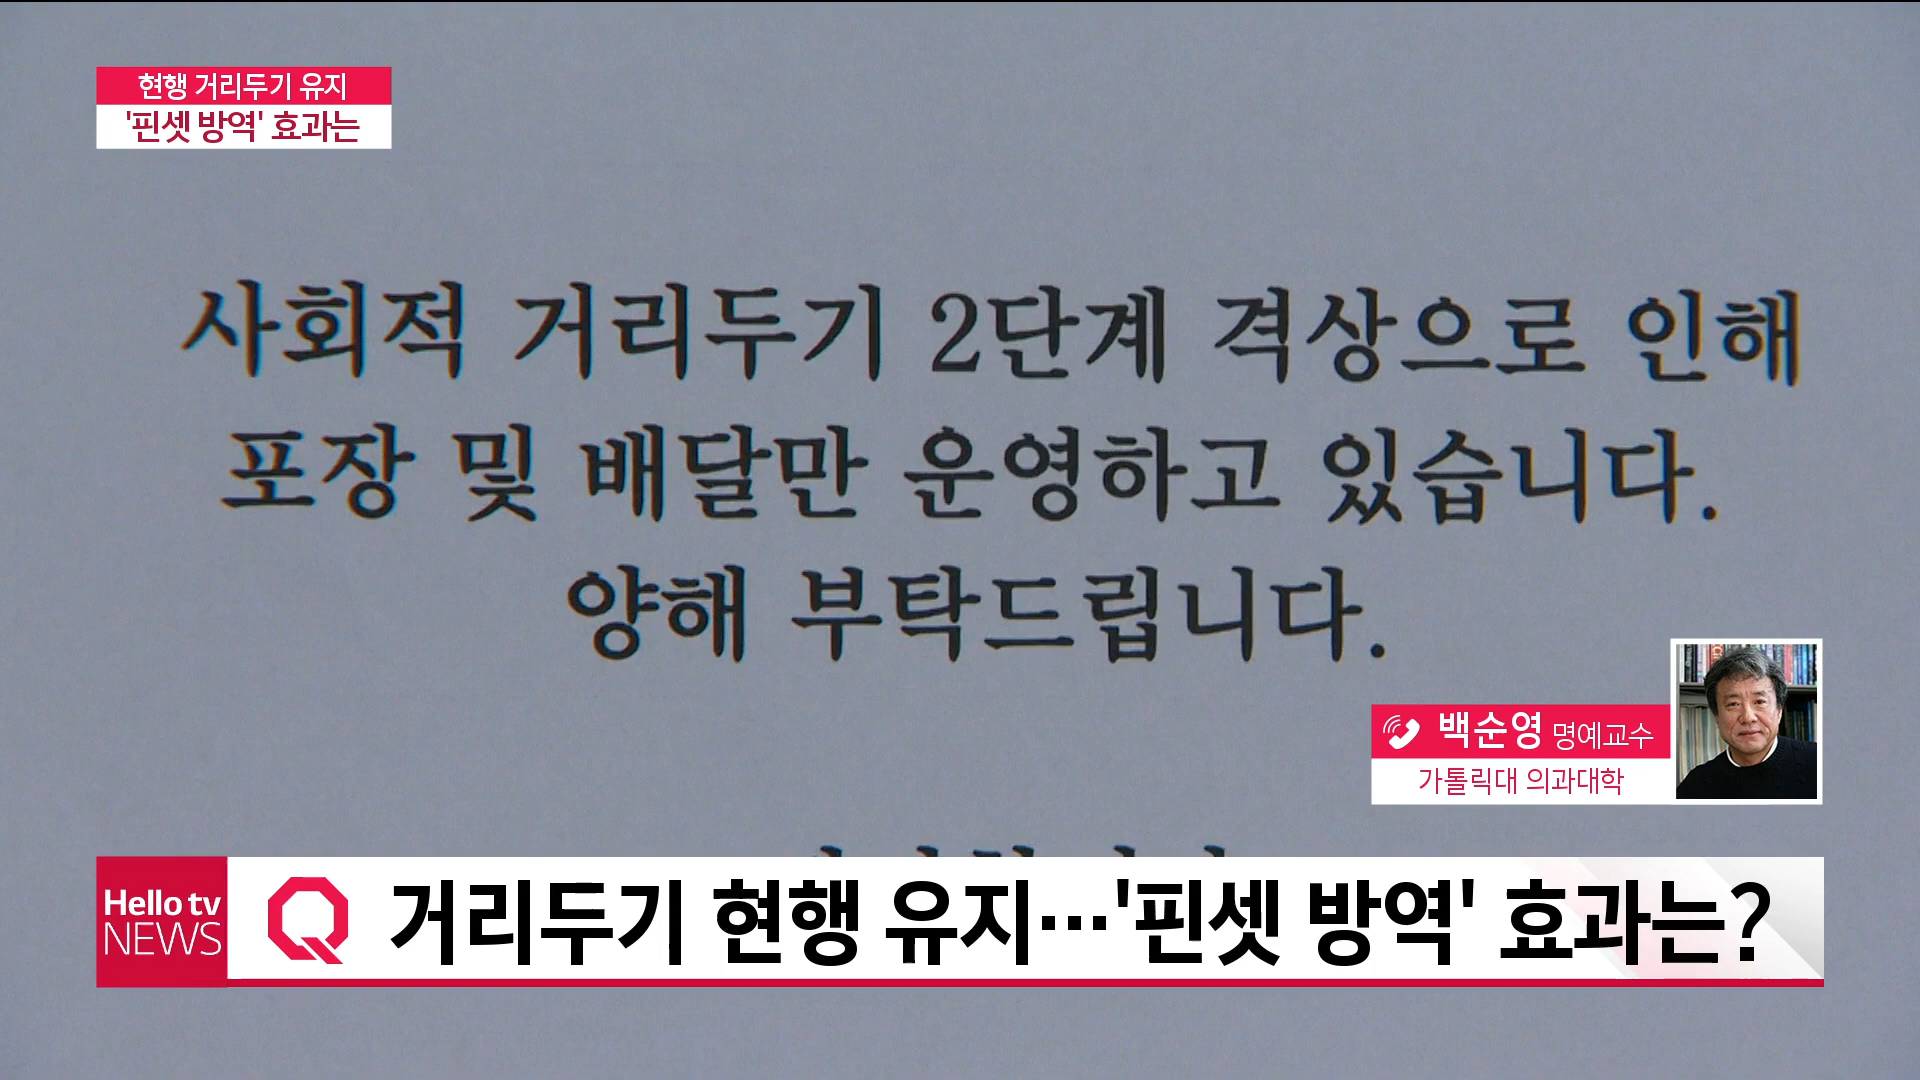 현행 거리두기 유지
'핀셋 방역' 효과는
사회적 거리두기 2단계 격상으로 인해
포장 및 배달만 운영하고 있습니다.
양해 부탁드립니다.
백순영 명예교수
가톨릭대 의과대학
Hello tv
NEWS
Q 거리두기 현행 유지…'핀셋 방역' 효과는?